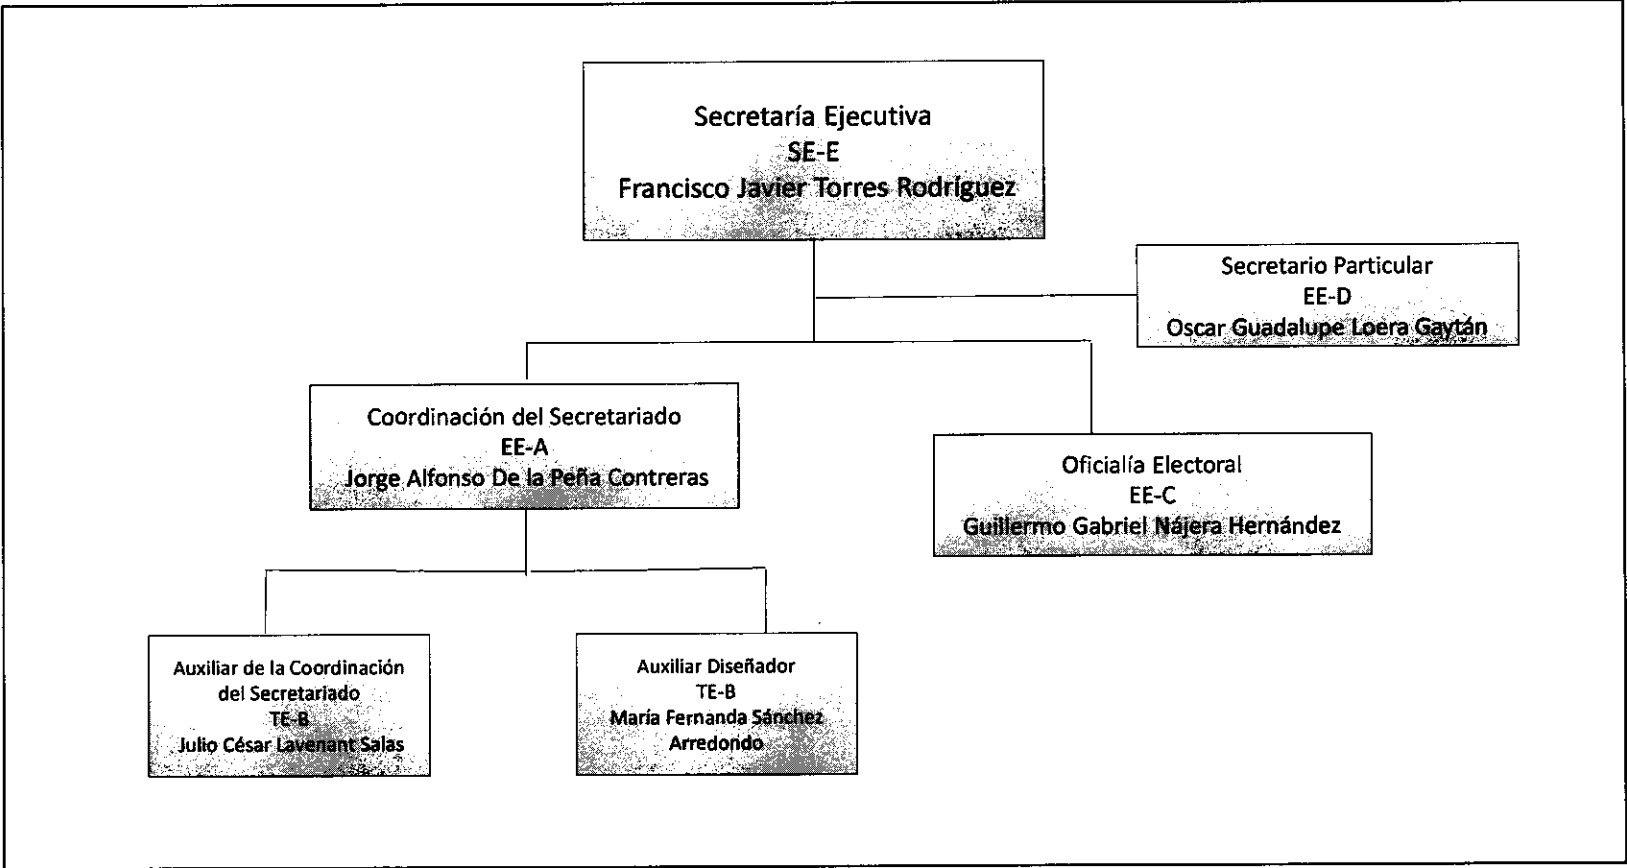 Secretaría Ejecutiva
SE-E
Francisco Javier Torres Rodríguez
Secretario Particular
EE-D
Oscar Guadalupe Loera Gaytán
Coordinación del Secretariado
EE-A
Jorge Alfonso De la Peña Contreras
Oficialía Electoral
EE-C
Guillermo Gabriel Nájera Hernández
Auxiliar de la Coordinación
del Secretariado
TE-B
Julio César Lavenant Salas
Auxiliar Diseñador
TE-B
María Fernanda Sánchez
Arredondo